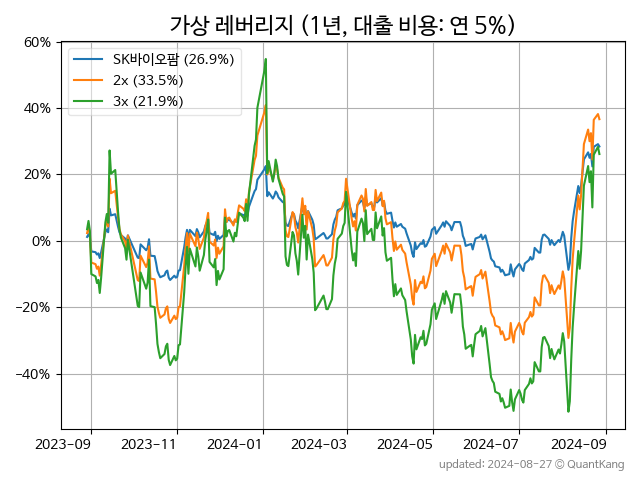 가상 레버리지 (1년, 대출 비용: 연 5%)
60%
40%
20%
0%
−20%
−40%
SK바이오팜 (26.9%)
2x (33.5%)
3x (21.9%)
2023-09 2023-11 2024-01 2024-03 2024-05 2024-07 2024-09
updated: 2024-08-27 © QuantKang